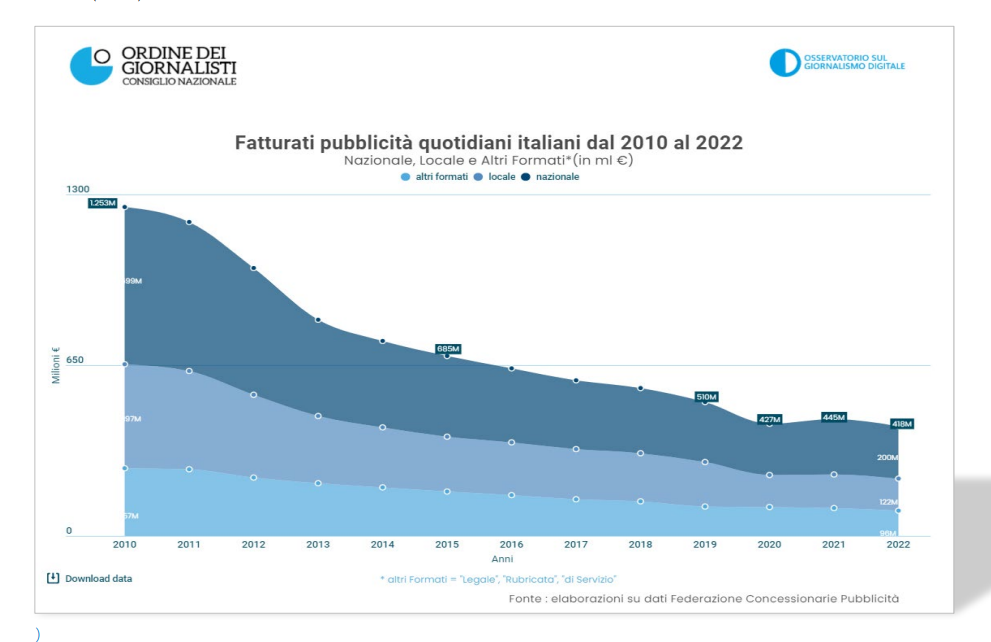 ORDINE DEI
GIORNALISTI
CONSIGLIO NAZIONALE
OSSERVATORIO SUL
GIORNALISMO DIGITALE
Fatturati pubblicità quotidiani italiani dal 2010 al 2022
Nazionale, Locale e Altri Formati*(in ml €)
altri formati locale nazionale
1300
1.253M
99M
685M
650
Milioni €
510M
97M
427M
445M
418M
200M
122M
57M
0
2010 2011 2012 2013 2014 2015 2016 2017 2018 2019 2020 2021 2022
Anni
Download data
* altri Formati = "Legale", "Rubricata", "di Servizio"
Fonte : elaborazioni su dati Federazione Concessionarie Pubblicità
)